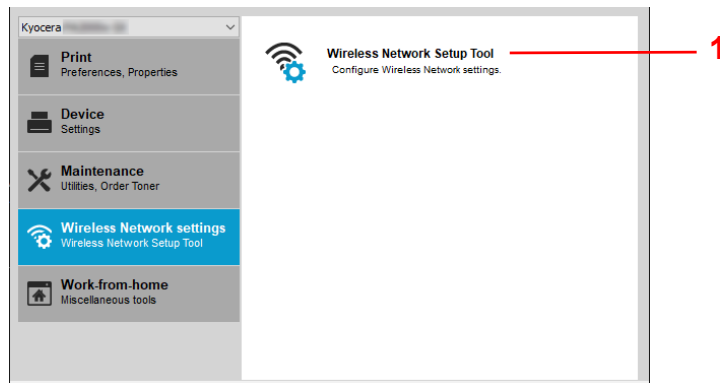 Kyocera
Print
Preferences, Properties
Device
Settings
Maintenance
Utilities, Order Toner
Wireless Network settings
Wireless Network Setup Tool
Work-from-home
Miscellaneous tools
Wireless Network Setup Tool
Configure Wireless Network settings.
1